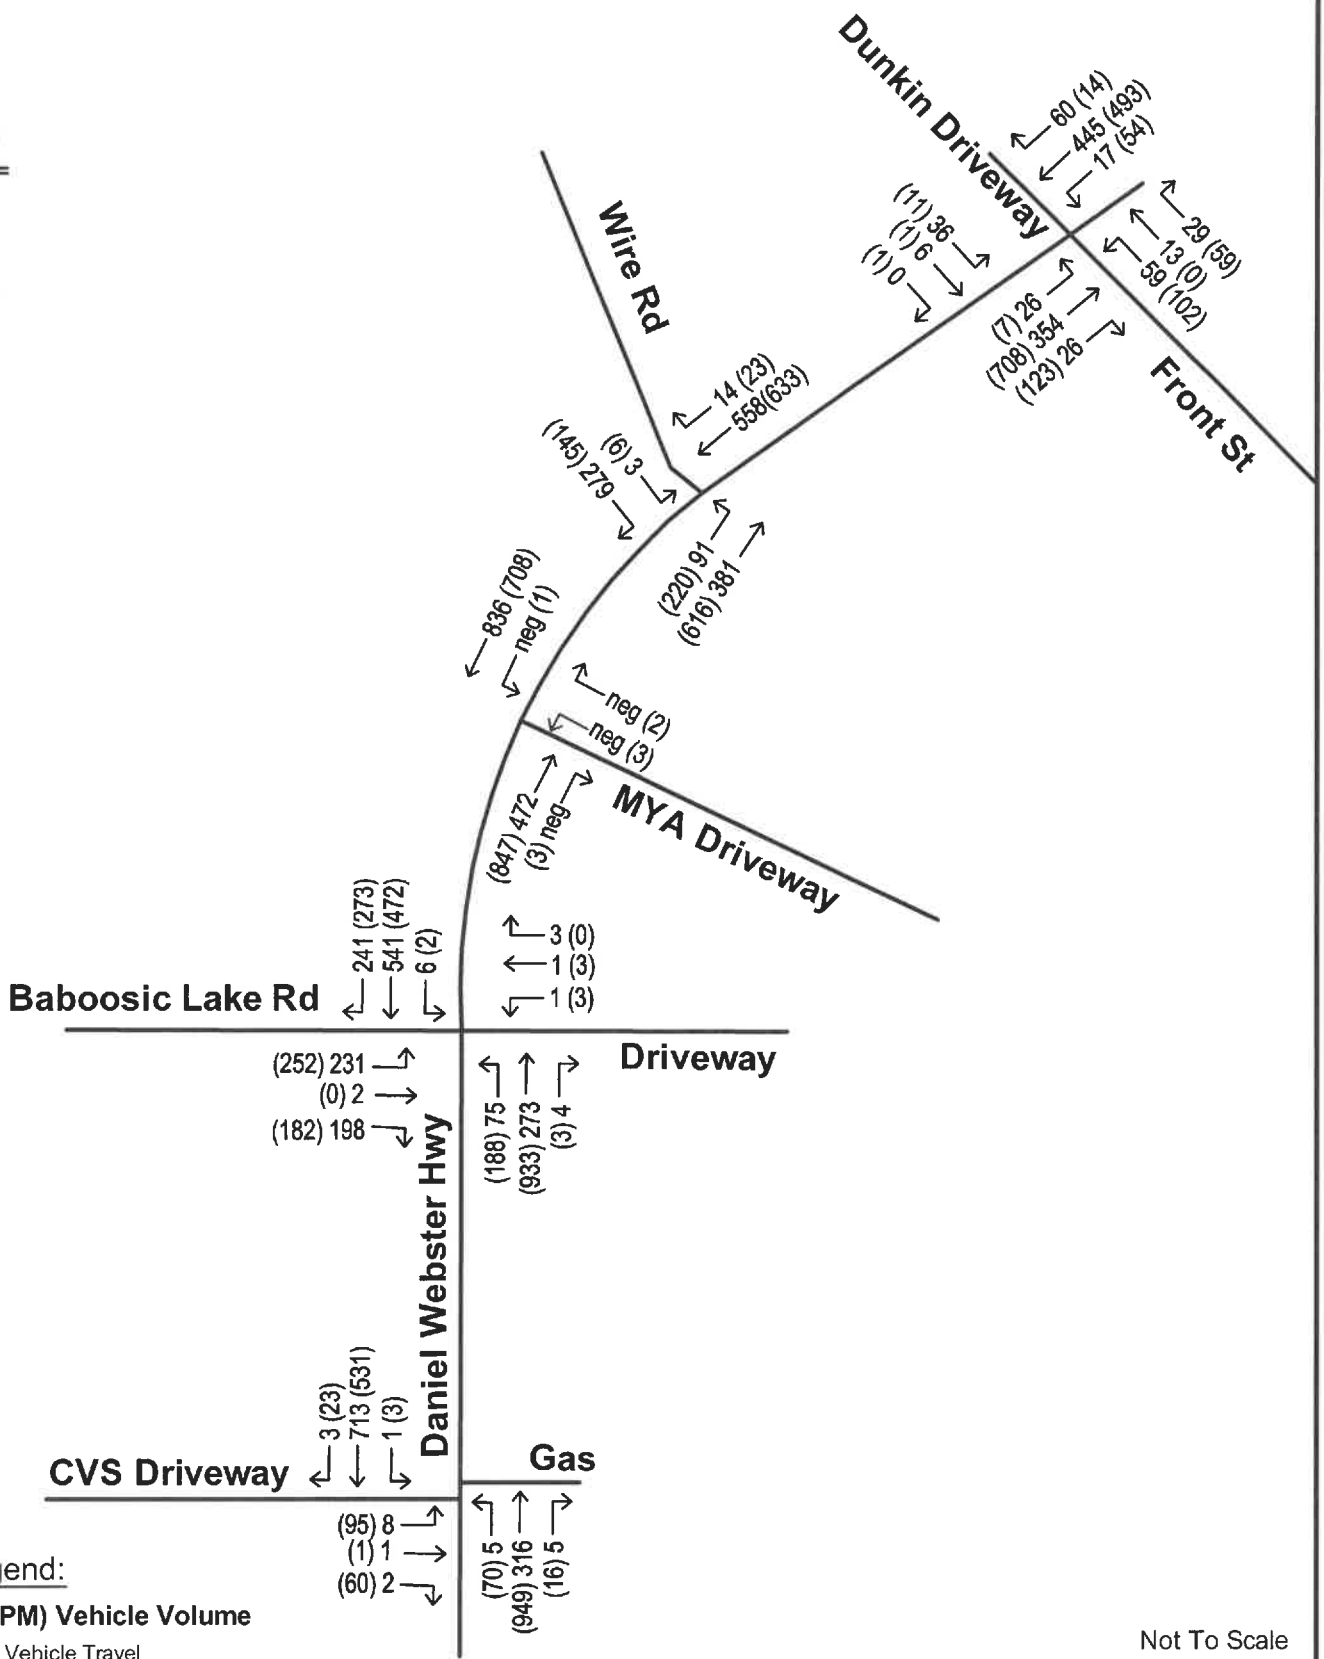 Dunkin Driveway
60 (14)
445 (493)
17 (54)
(11) 36
(1) 6
(1) 0
29 (59)
13 (0)
59 (102)
(7) 26
(708) 354
(123) 26
Front St
Wire Rd
14 (23)
558(633)
(6) 3
(145) 279
(220) 91
(616) 381
836 (708)
neg (1)
neg (2)
neg (3)
MYA Driveway
(847) 472
(3) neg
241 (273)
541 (472)
6 (2)
3 (0)
1 (3)
1 (3)
Baboosic Lake Rd
Driveway
(252) 231
(0) 2
(182) 198
(188) 75
(933) 273
(3) 4
Daniel Webster Hwy
3 (23)
713 (531)
1 (3)
CVS Driveway
Gas
(95) 8
(1) 1
(60) 2
(70) 5
(949) 316
(16) 5
end:
PM) Vehicle Volume
Vehicle Travel
Not To Scale